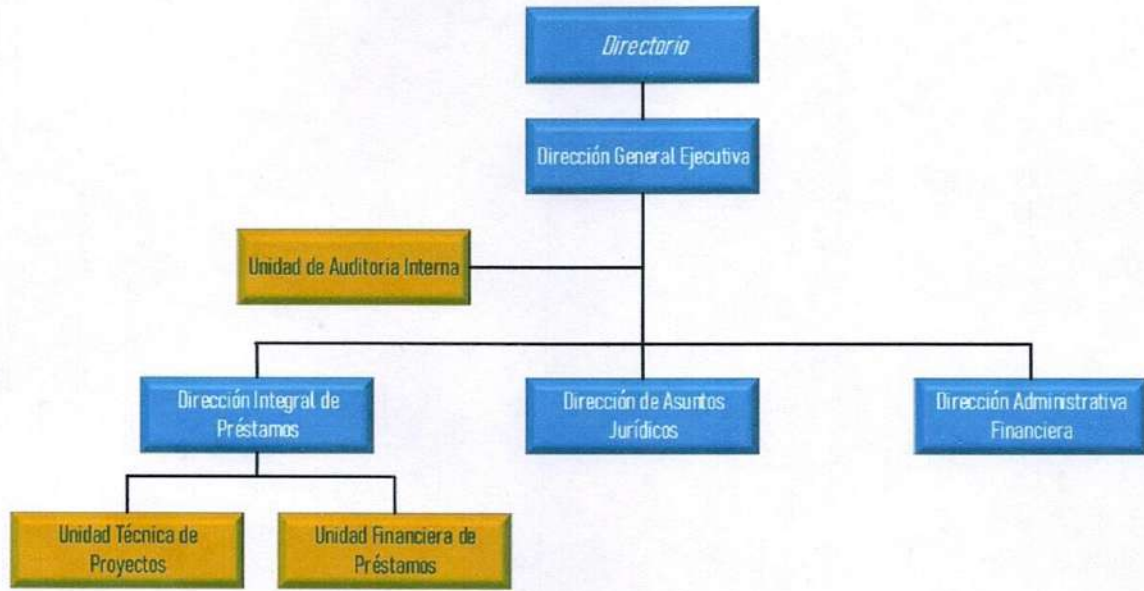 Directorio
Dirección General Ejecutiva
Unidad de Auditoria Interna
Dirección Integral de
Préstamos
Dirección de Asuntos
Jurídicos
Dirección Administrativa
Financiera
Unidad Técnica de
Proyectos
Unidad Financiera de
Préstamos